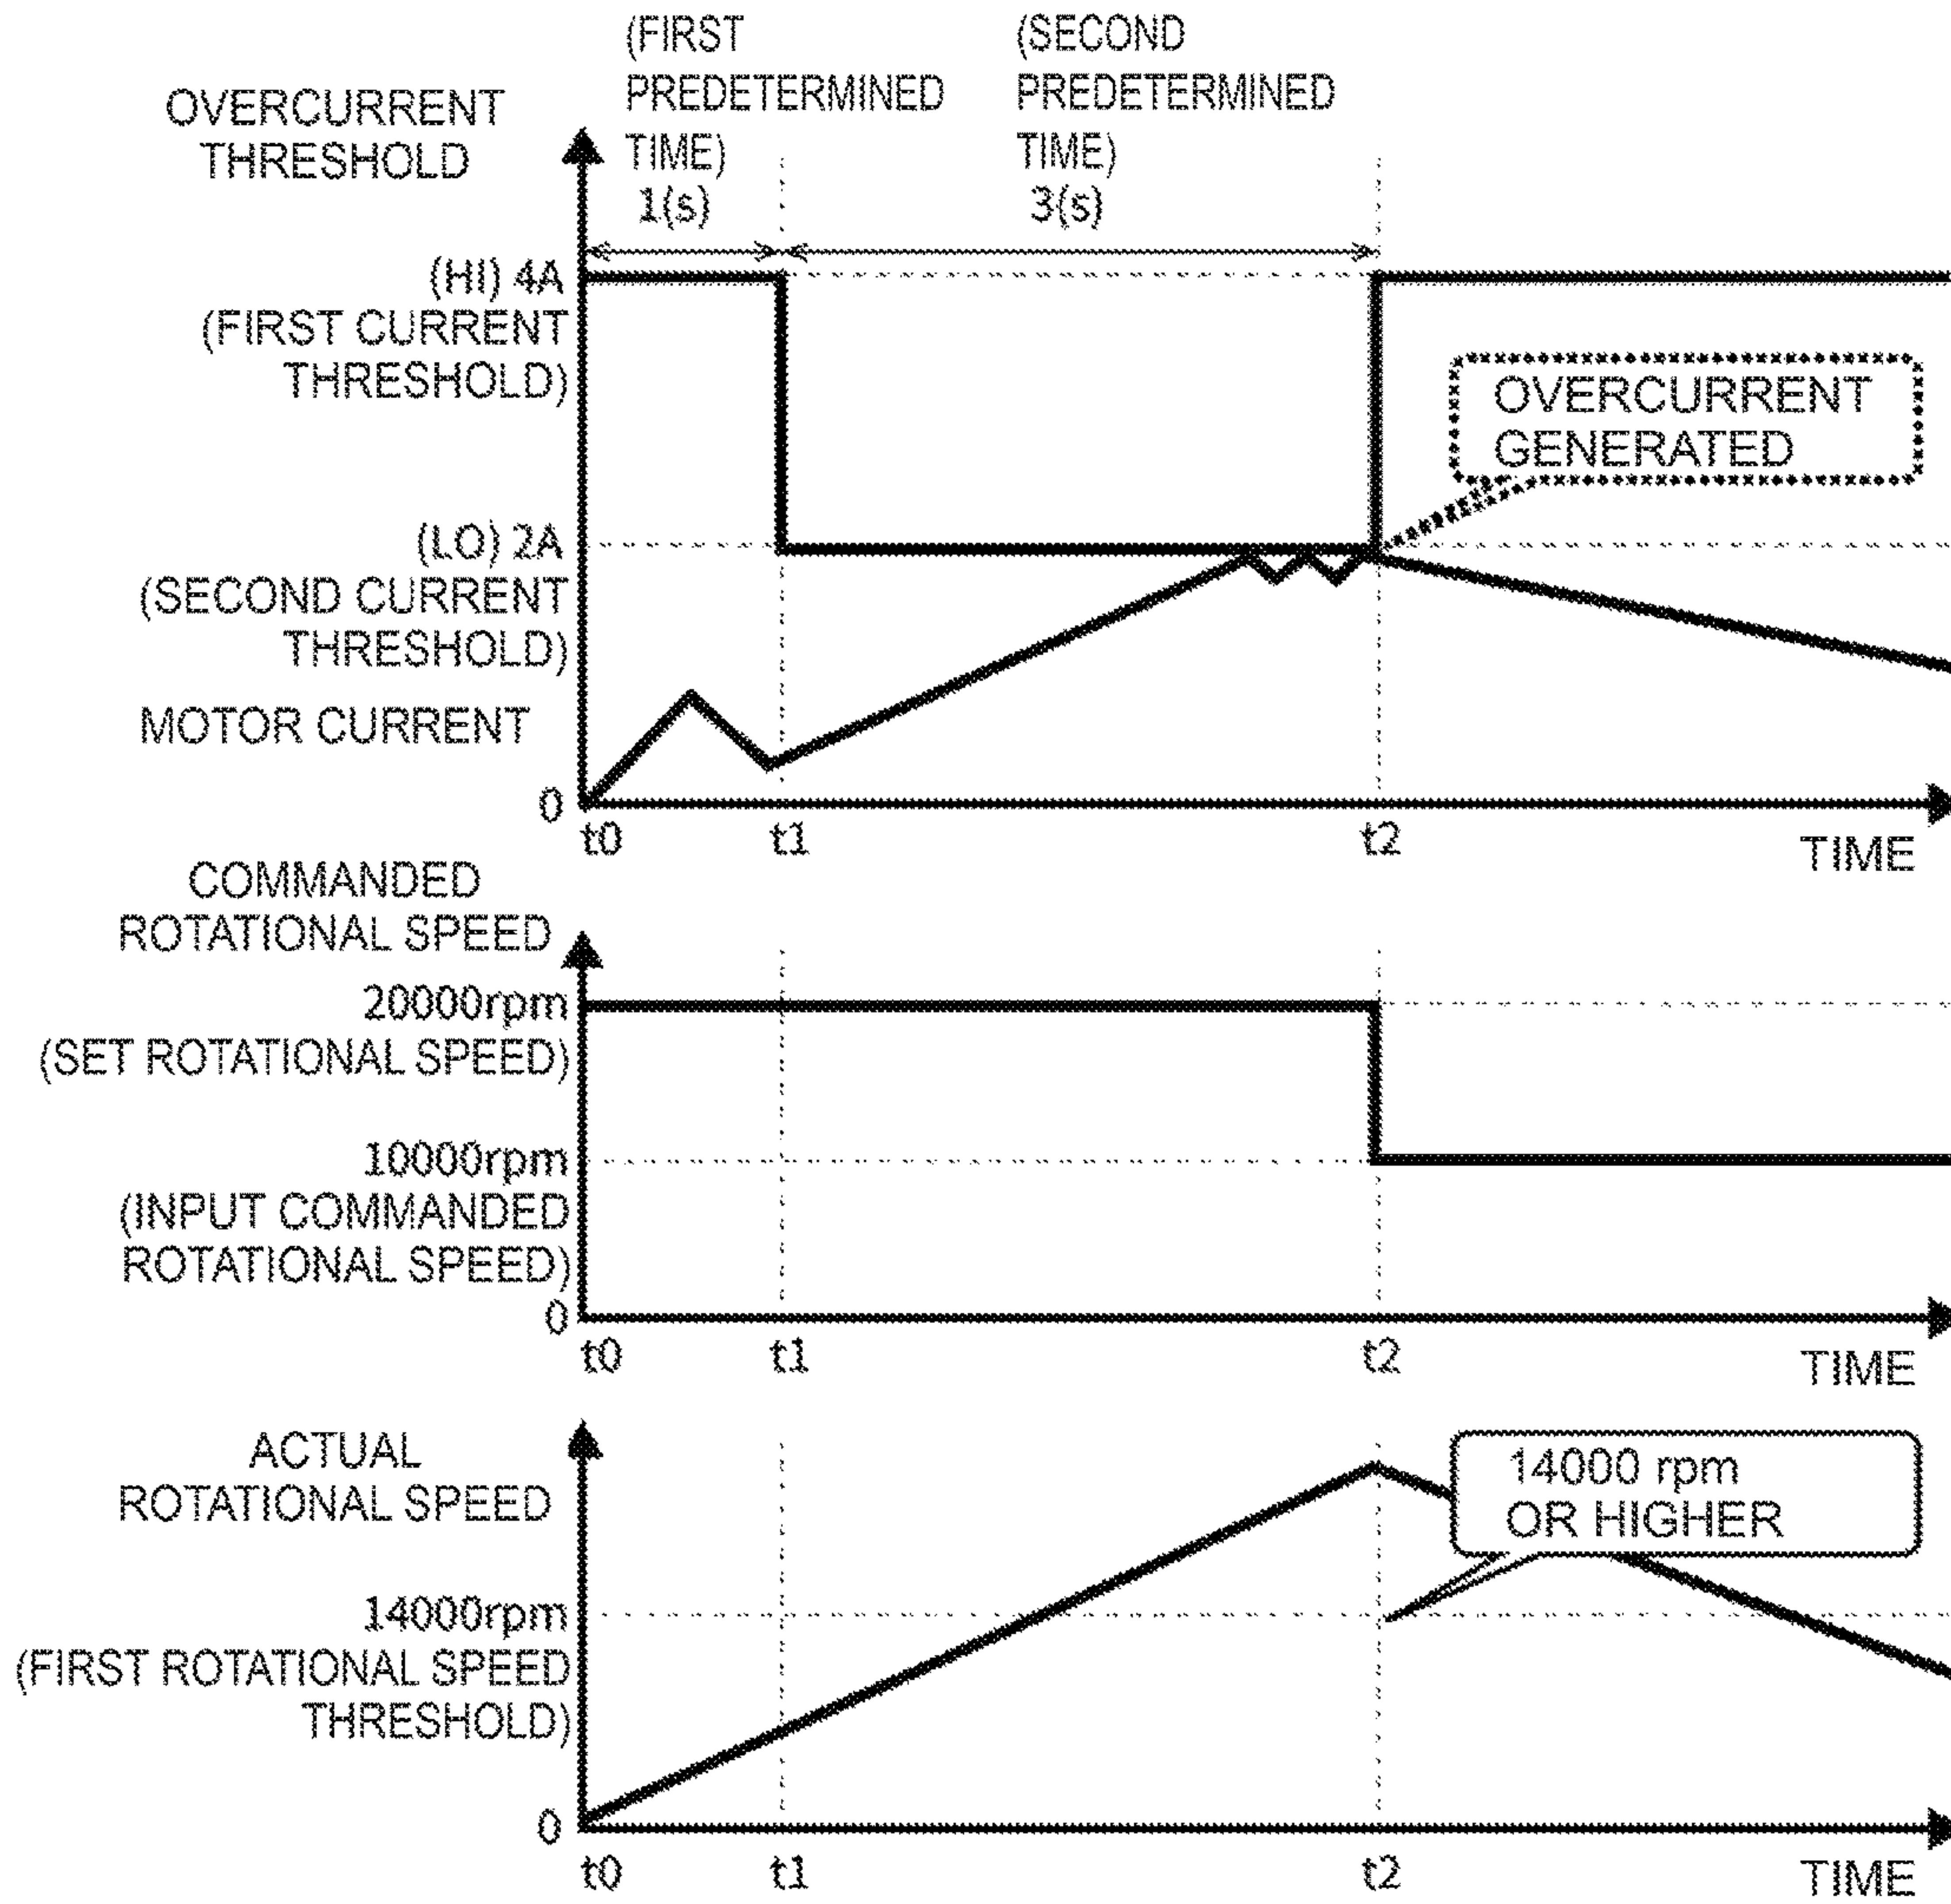 (FIRST
PREDETERMINED
TIME)
1(s)
(SECOND
PREDETERMINED
TIME)
3(s)
OVERCURRENT
THRESHOLD
(HI) 4A
(FIRST CURRENT
THRESHOLD)
OVERCURRENT
GENERATED
(LO) 2A
(SECOND CURRENT
THRESHOLD)
MOTOR CURRENT
0
t0
t1
t2
TIME
COMMANDED
ROTATIONAL SPEED
20000rpm
(SET ROTATIONAL SPEED)
10000rpm
(INPUT COMMANDED
ROTATIONAL SPEED)
0
t0
t1
t2
TIME
ACTUAL
ROTATIONAL SPEED
14000 rpm
OR HIGHER
14000rpm
(FIRST ROTATIONAL SPEED
THRESHOLD)
0
t0
t1
t2
TIME